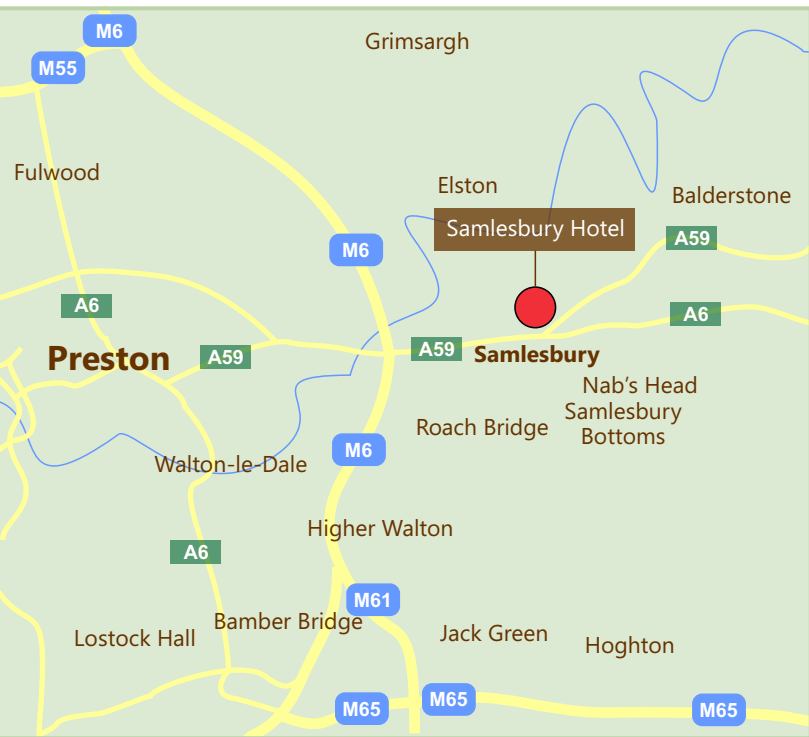 M6
Grimsargh
M55
Fulwood
Elston
Balderstone
Samlesbury Hotel
A59
M6
A6
A6
Preston
A59
A59
Samlesbury
Nab's Head
Samlesbury
Bottoms
Roach Bridge
M6
Walton-le-Dale
Higher Walton
A6
M61
Bamber Bridge
Jack Green
Lostock Hall
Hoghton
M65
M65
M65